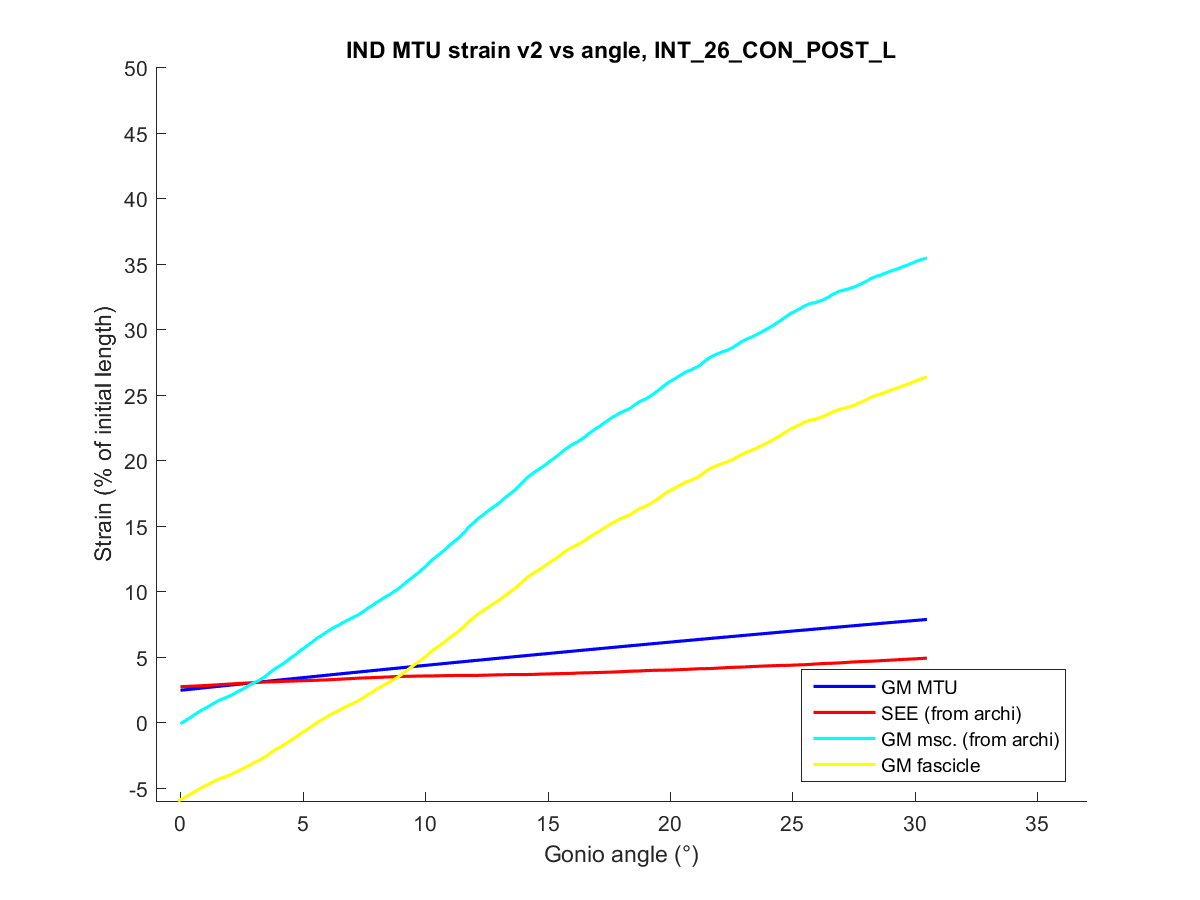 IND MTU strain v2 vs angle, INT_26_CON_POST_L
50
45
40
35
30
25
20
15
10
5
0
-5
Strain (% of initial length)
0 5 10 15 20 25 30 35
Gonio angle (°)
GM MTU
SEE (from archi)
GM msc. (from archi)
GM fascicle